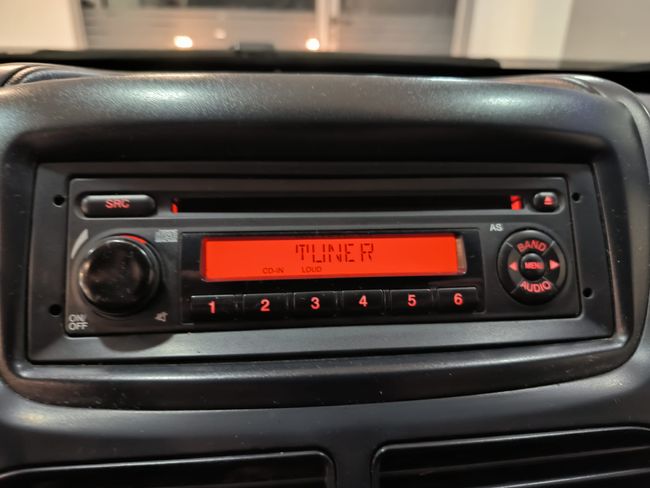 SRC
AS
TUNER
CD-IN LOUD
BAND
MENU
AUDIO
1 2 3 4 5 6
ON/
OFF